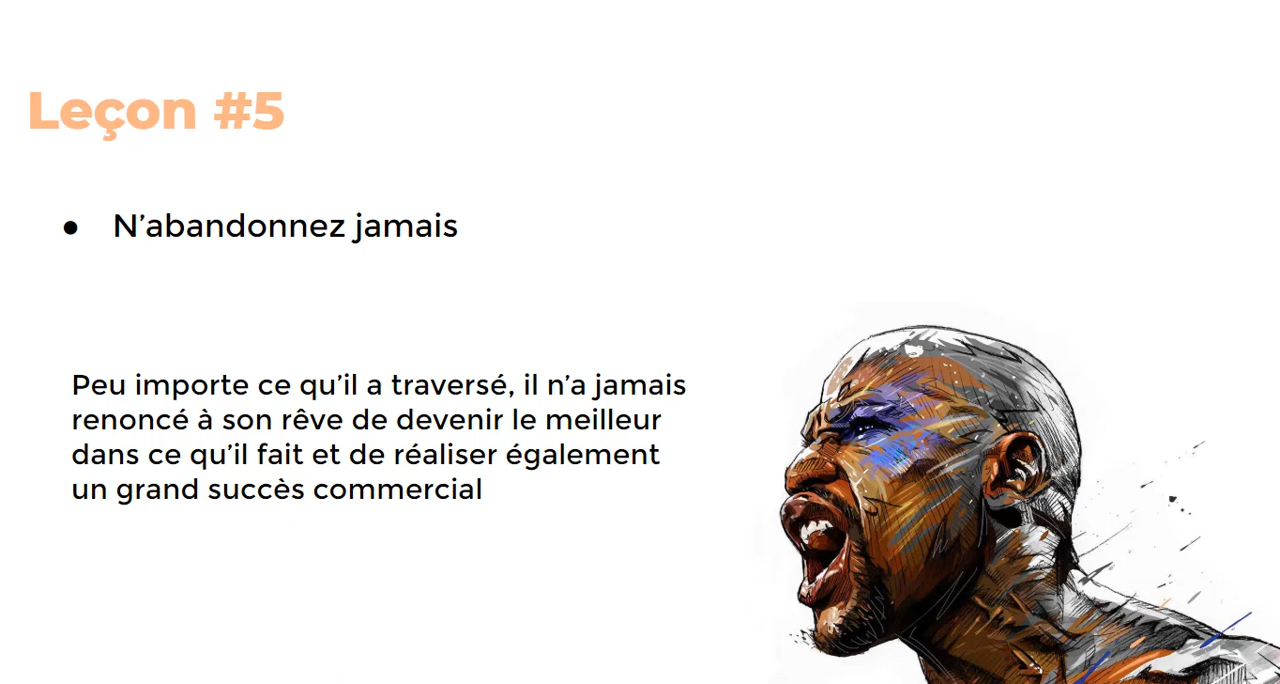 Leçon #5
● N’abandonnez jamais
Peu importe ce qu’il a traversé, il n’a jamais
renoncé à son rêve de devenir le meilleur
dans ce qu’il fait et de réaliser également
un grand succès commercial